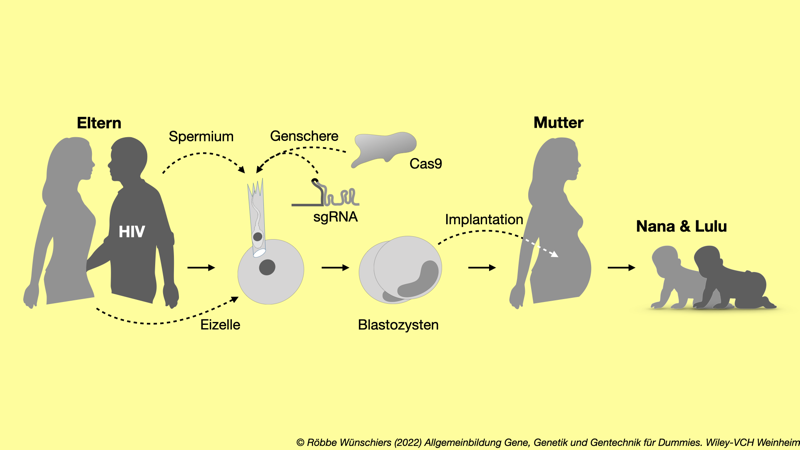 Eltern
Spermium
Genschere
Cas9
sgRNA
HIV
Eizelle
Blastozysten
Implantation
Mutter
Nana & Lulu
© Röbbe Wünschiers (2022) Allgemeinbildung Gene, Genetik und Gentechnik für Dummies. Wiley-VCH Weinheim